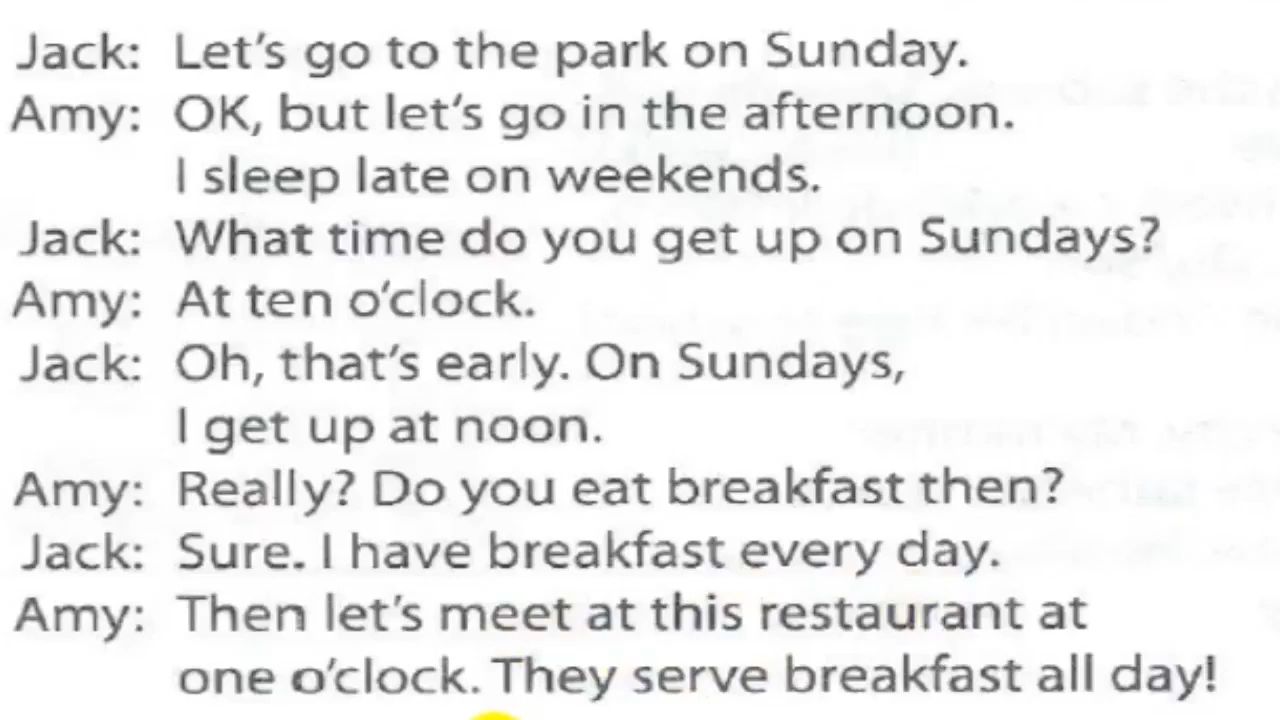 Jack: Let's go to the park on Sunday.
Amy: OK, but let's go in the afternoon.
I sleep late on weekends.
Jack: What time do you get up on Sundays?
Amy: At ten o'clock.
Jack: Oh, that's early. On Sundays,
I get up at noon.
Amy: Really? Do you eat breakfast then?
Jack: Sure. I have breakfast every day.
Amy: Then let's meet at this restaurant at
one o'clock. They serve breakfast all day!